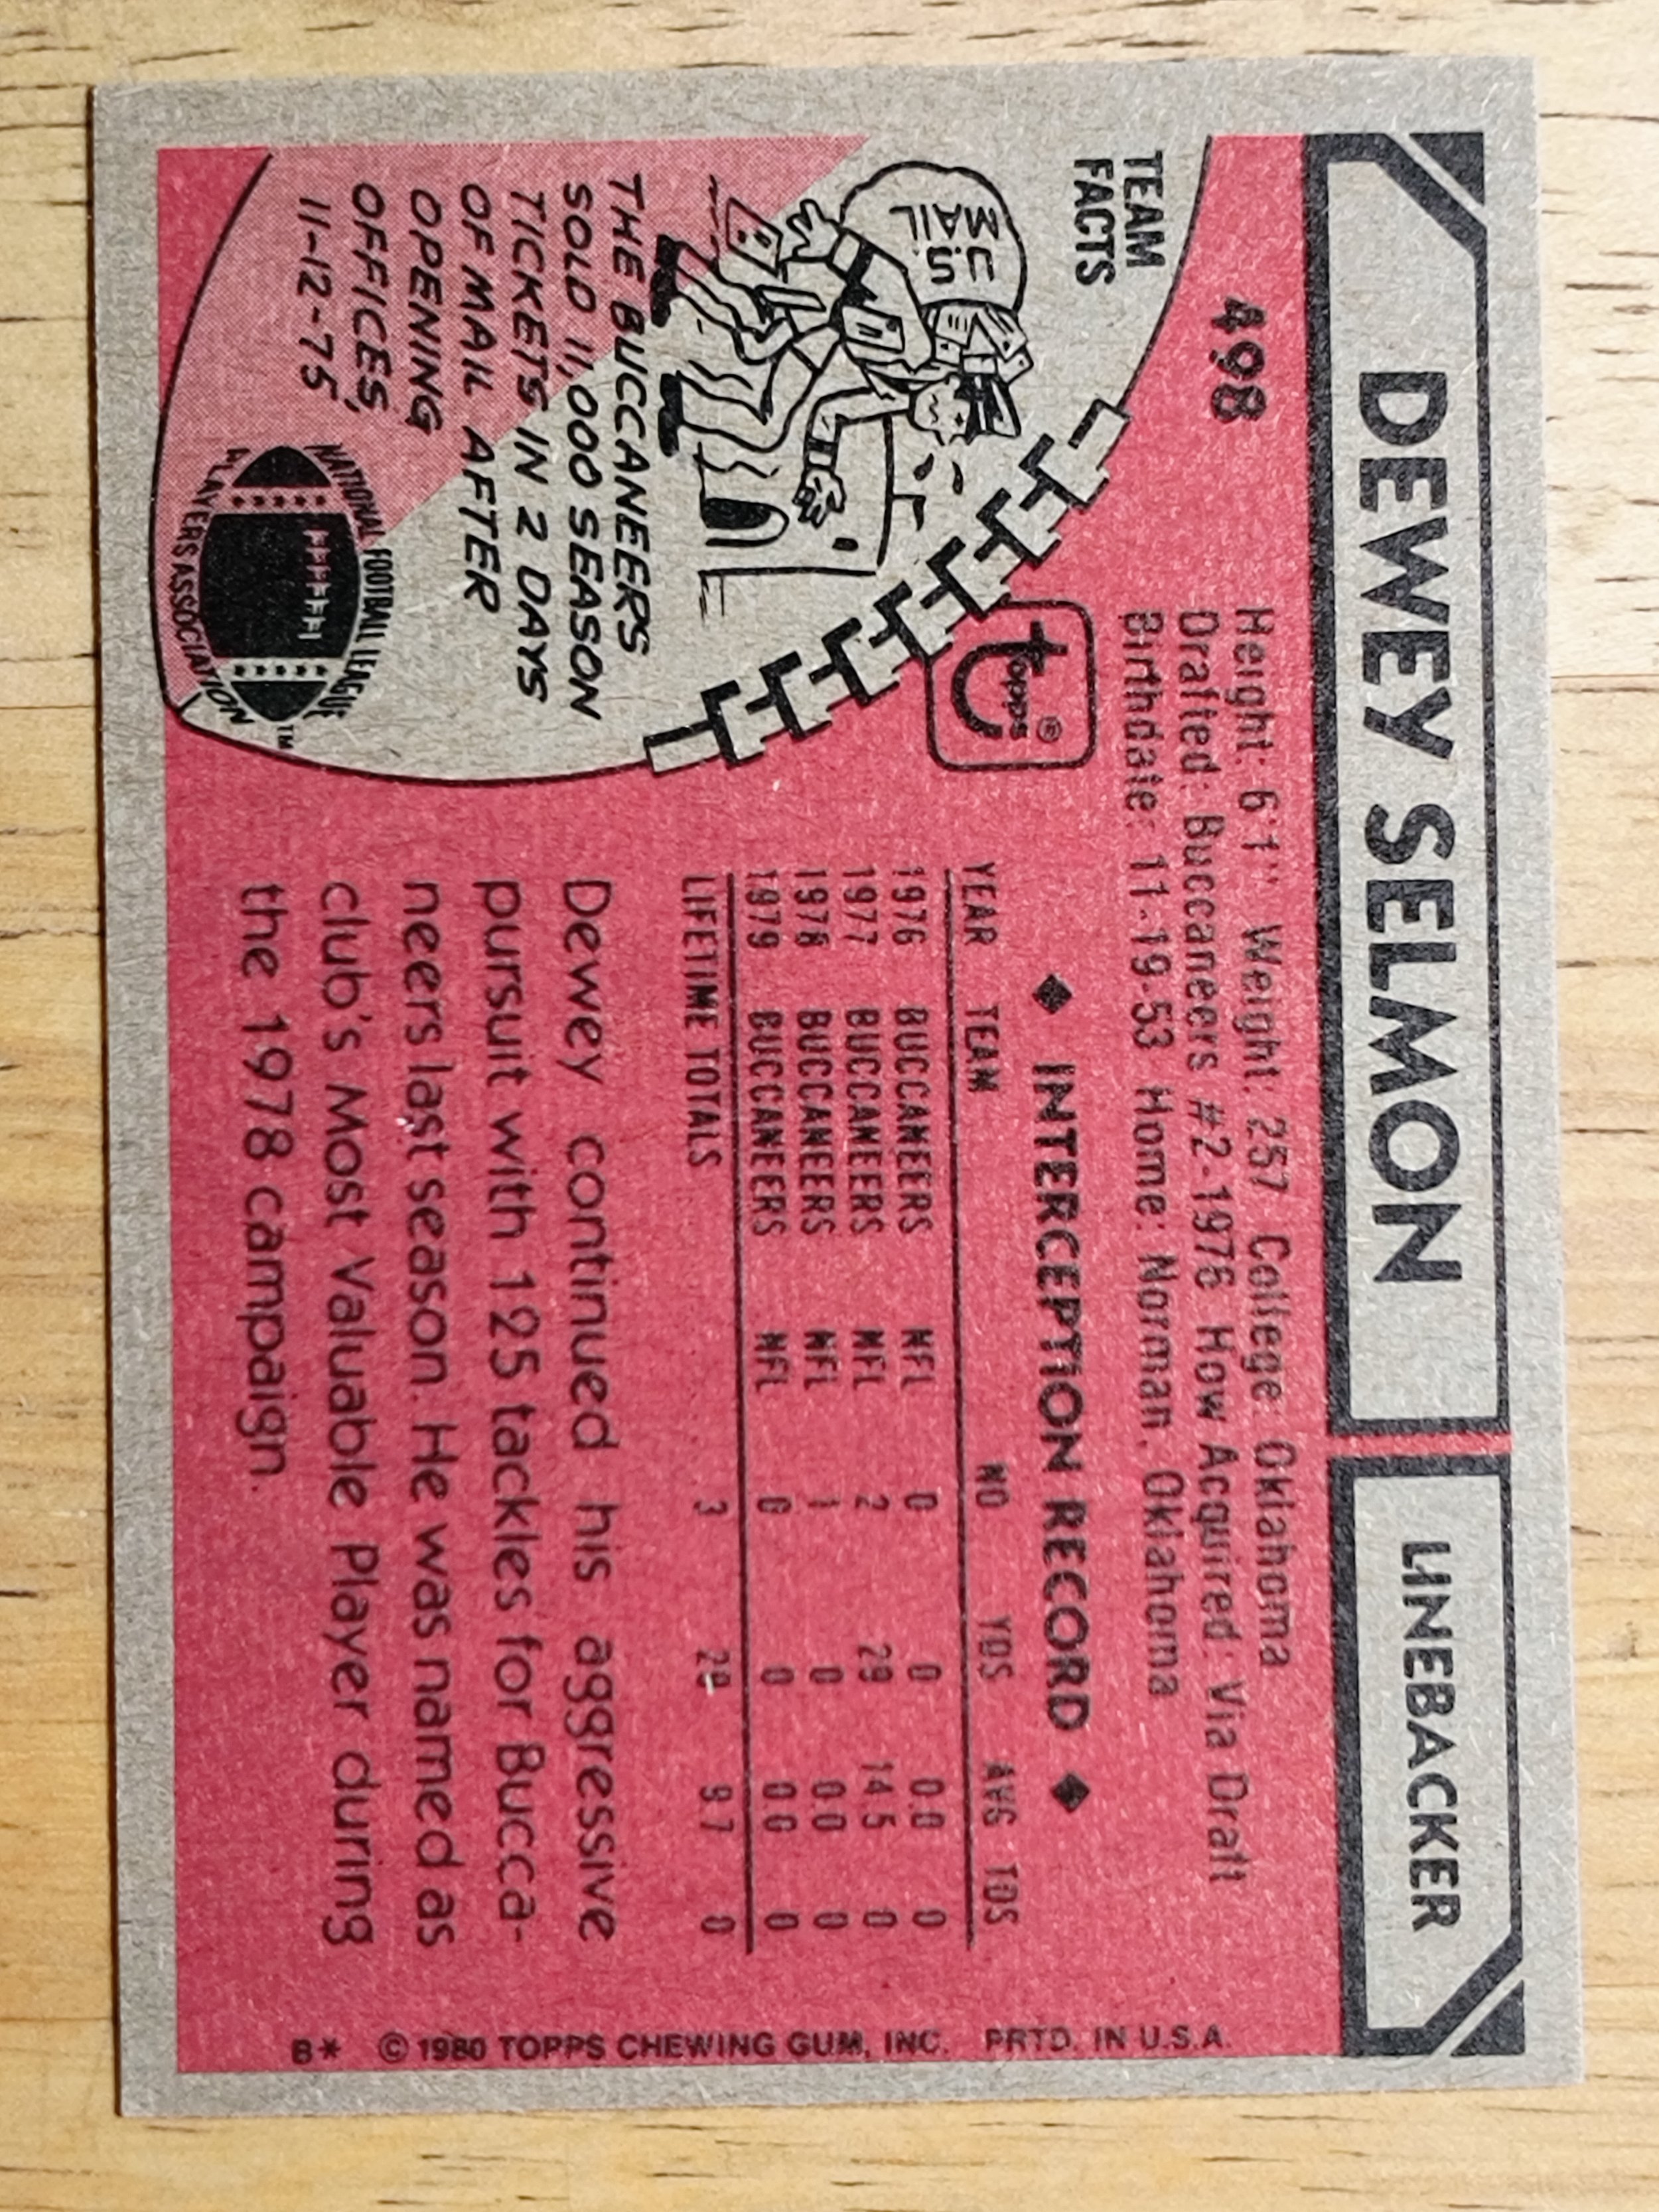 DEWEY SELMON
LINEBACKER
498
Height: 6'1" Weight: 257 College: Oklahoma
Drafted: Buccaneers #2-1976 How Acquired: Via Draft
Birthdate: 11-19-53 Home: Norman, Oklahoma
topps®
TEAM
FACTS
U.S.
MAIL
THE BUCCANEERS
SOLD 11,000 SEASON
TICKETS IN 2 DAYS
OF MAIL AFTER
OPENING
OFFICES,
11-12-75
NATIONAL FOOTBALL LEAGUE
PLAYERS ASSOCIATION
TM
◆ INTERCEPTION RECORD ◆
YEAR TEAM NO YDS AVG TDS
1976 BUCCANEERS NFL 0 0 0.0 0
1977 BUCCANEERS NFL 2 29 14.5 0
1978 BUCCANEERS NFL 1 0 0.0 0
1979 BUCCANEERS NFL 0 0 0.0 0
LIFETIME TOTALS 3 29 9.7 0
Dewey continued his aggressive
pursuit with 125 tackles for Bucca-
neers last season. He was named as
club's Most Valuable Player during
the 1978 campaign.
B* © 1980 TOPPS CHEWING GUM, INC. PRTD. IN U.S.A.